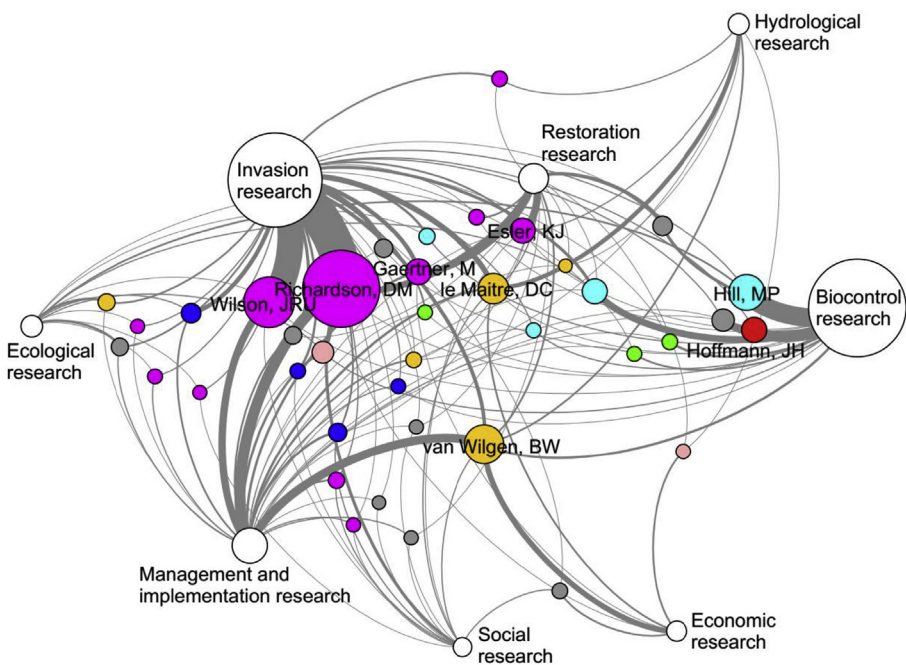 Hydrological
research
Restoration
research
Invasion
research
Esler, KJ
Gaertner, M
Richardson, DM
le Maitre, DC
Wilson, JRU
Hill, MP
Biocontrol
research
Hoffmann, JH
Ecological
research
van Wilgen, BW
Management and
implementation research
Social
research
Economic
research